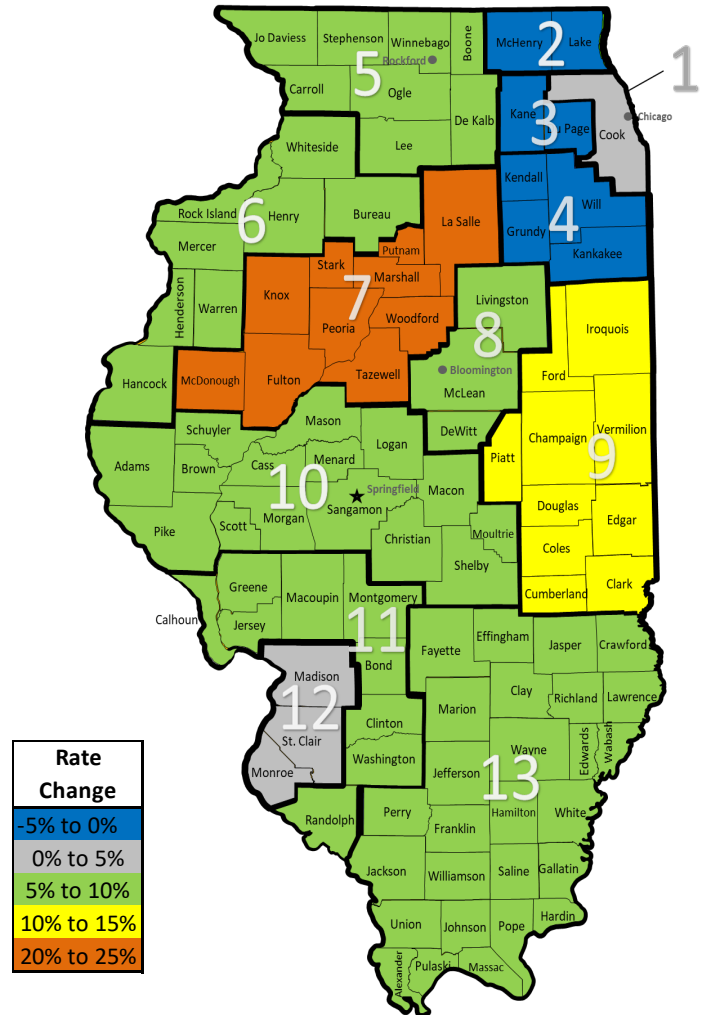 Jo Daviess
Stephenson
Winnebago
Boone
McHenry
Lake
2
1
Rockford
5
Carroll
Ogle
De Kalb
Kane
3
Du Page
Cook
Chicago
Whiteside
Lee
Kendall
Will
4
Grundy
Kankakee
Rock Island
6
Henry
Bureau
La Salle
Mercer
Putnam
Stark
Marshall
7
Henderson
Warren
Knox
Peoria
Woodford
Livingston
8
Iroquois
Bloomington
Ford
Hancock
McDonough
Fulton
Tazewell
McLean
Mason
Schuyler
Logan
DeWitt
Champaign
Vermilion
9
Piatt
Adams
Brown
Cass
Menard
10
Springfield
Macon
Sangamon
Morgan
Scott
Pike
Christian
Moultrie
Douglas
Edgar
Coles
Shelby
Cumberland
Clark
Greene
Macoupin
Montgomery
Calhoun
Jersey
11
Fayette
Effingham
Jasper
Crawford
Bond
Madison
12
Clay
Richland
Lawrence
Marion
Clinton
St. Clair
Washington
Wayne
Edwards
Wabash
Monroe
Jefferson
13
Randolph
Perry
Hamilton
White
Franklin
Jackson
Williamson
Saline
Gallatin
Union
Johnson
Pope
Hardin
Alexander
Pulaski
Massac
Rate
Change
-5% to 0%
0% to 5%
5% to 10%
10% to 15%
20% to 25%